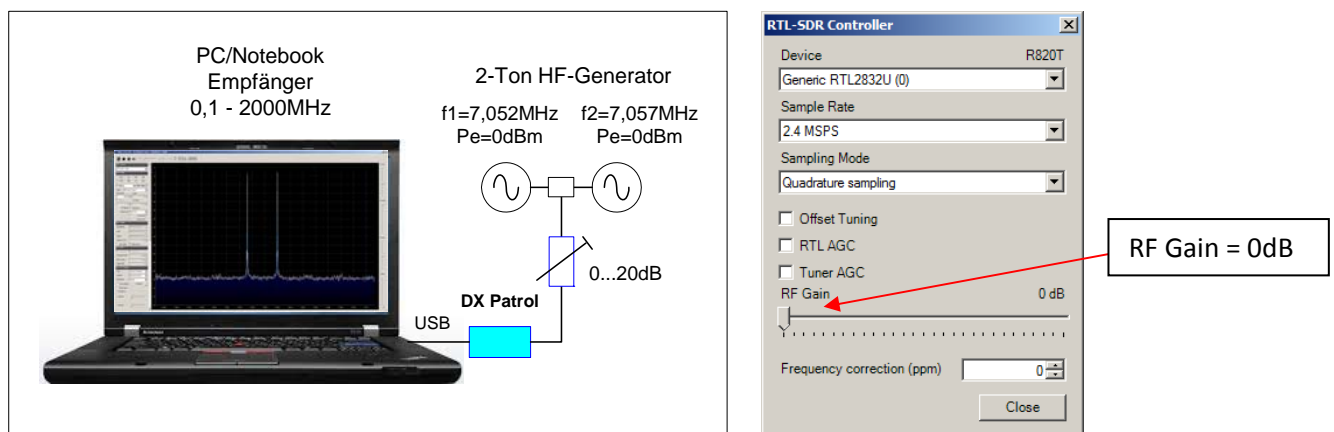 PC/Notebook
Empfänger
0,1 - 2000MHz
2-Ton HF-Generator
f1=7,052MHz
Pe=0dBm
f2=7,057MHz
Pe=0dBm
0...20dB
DX Patrol
USB
RTL-SDR Controller
Device
R820T
Generic RTL2832U (0)
Sample Rate
2.4 MSPS
Sampling Mode
Quadrature sampling
Offset Tuning
RTL AGC
Tuner AGC
RF Gain
0 dB
Frequency correction (ppm)
0
Close
RF Gain = 0dB